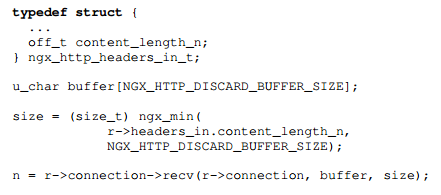 typedef struct {
  ...
  off_t content_length_n;
} ngx_http_headers_in_t;
u_char buffer[NGX_HTTP_DISCARD_BUFFER_SIZE];
size = (size_t) ngx_min(
          r->headers_in.content_length_n,
          NGX_HTTP_DISCARD_BUFFER_SIZE);
n = r->connection->recv(r->connection, buffer, size);